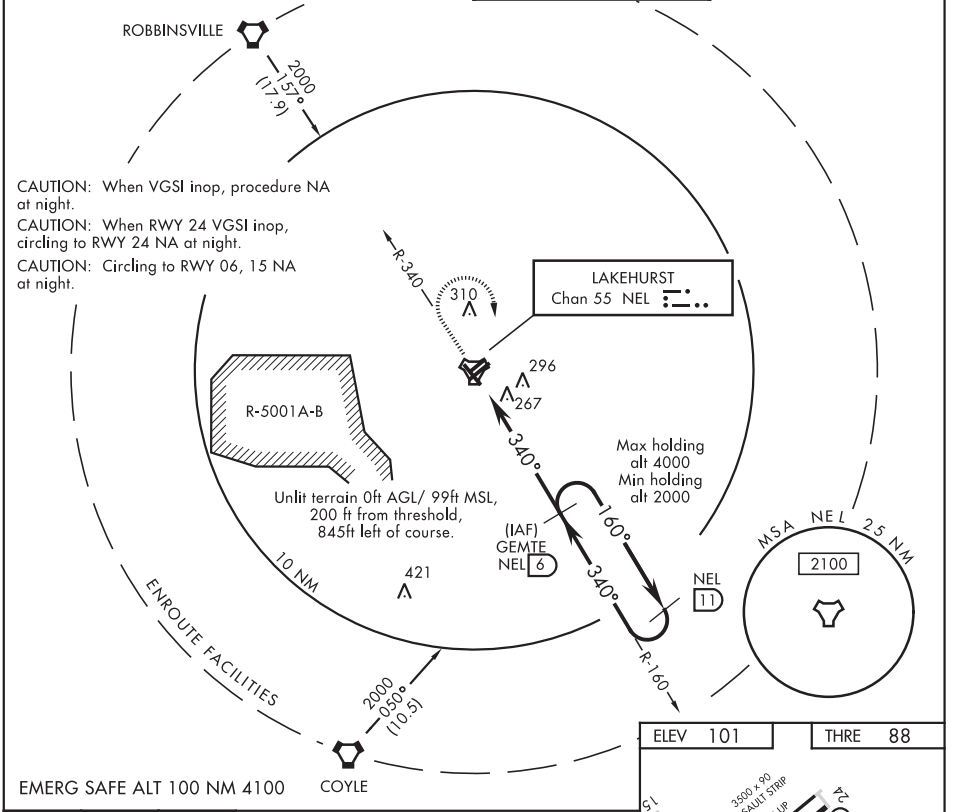 ROBBINSVILLE
2000
157°
(17.9)
CAUTION: When VGSI inop, procedure NA
at night.
CAUTION: When RWY 24 VGSI inop,
circling to RWY 24 NA at night.
CAUTION: Circling to RWY 06, 15 NA
at night.
R-340
310
LAKEHURST
Chan 55 NEL
296
267
R-5001A-B
340°
Max holding
alt 4000
Min holding
alt 2000
Unlit terrain 0ft AGL/ 99ft MSL,
200 ft from threshold,
845ft left of course.
160°
(IAF)
GEMTE
NEL 6
MSA NEL 25 NM
2100
10 NM
421
340°
NEL
11
ENROUTE FACILITIES
R-160
2000
050°
(10.5)
ELEV 101
THRE 88
EMERG SAFE ALT 100 NM 4100
COYLE
3500 x 90
24
15